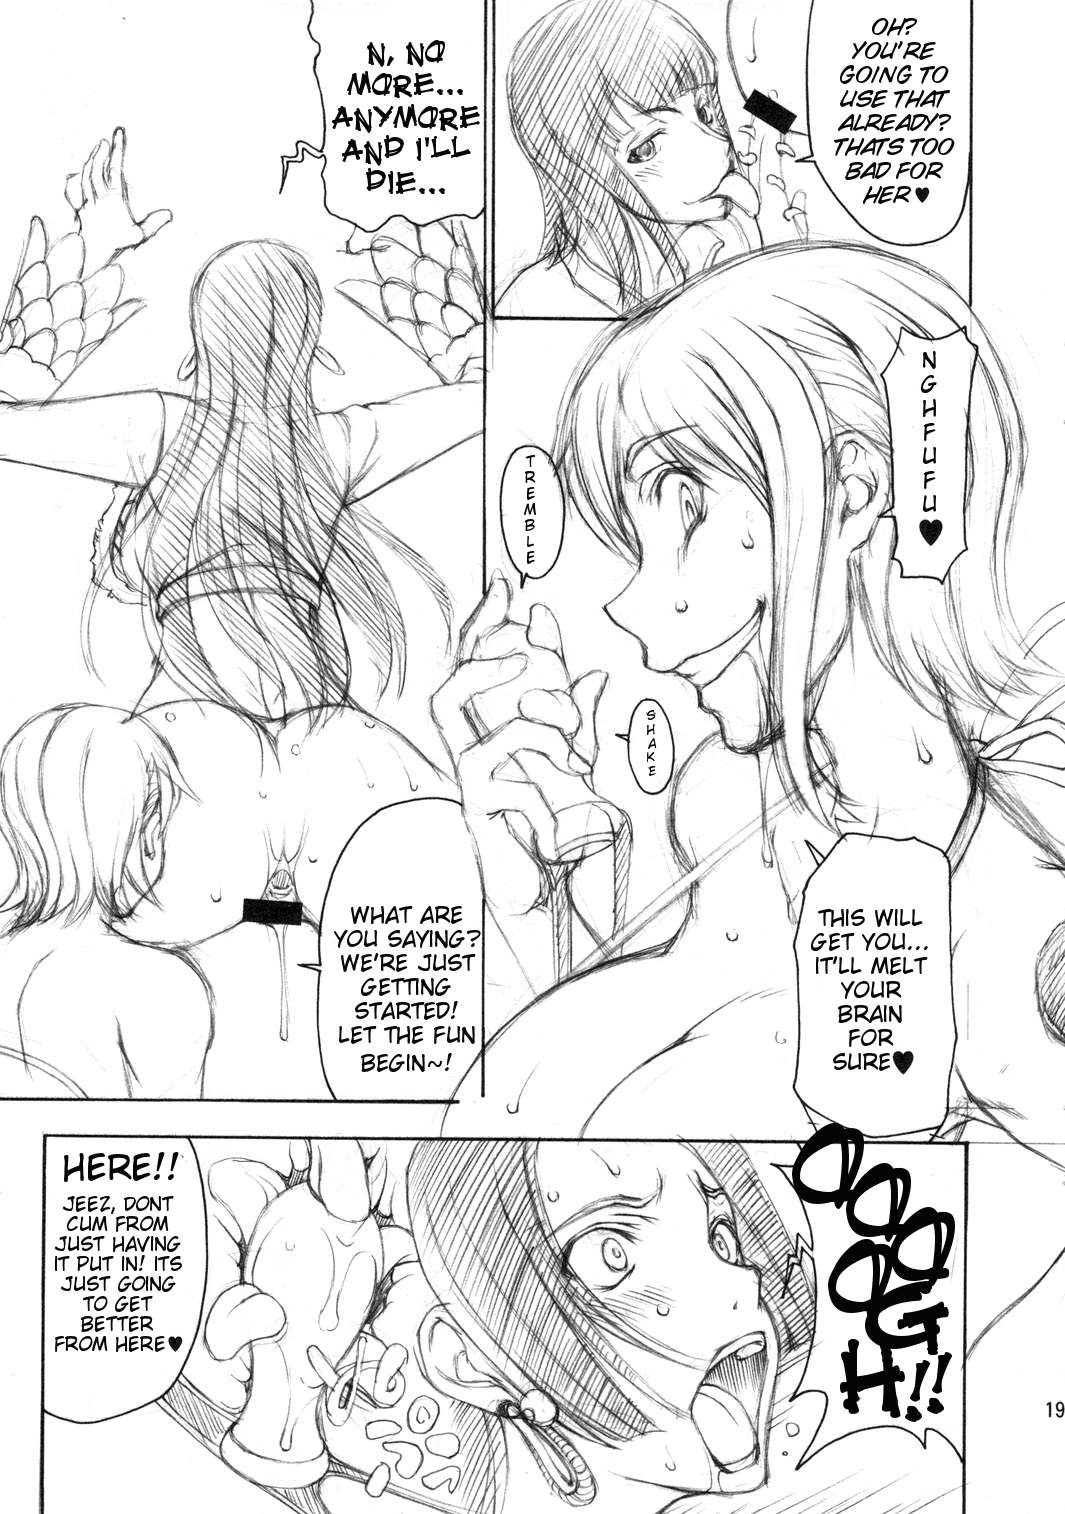 OH?
YOU'RE
GOING TO
USE THAT
ALREADY?
THATS TOO
BAD FOR
HER♥
N, NO
MORE...
ANYMORE
AND I'LL
DIE...
NGHFUFU♥
TREMBLE
SHAKE
WHAT ARE
YOU SAYING?
WE'RE JUST
GETTING
STARTED!
LET THE FUN
BEGIN~!
THIS WILL
GET YOU...
IT'LL MELT
YOUR
BRAIN
FOR
SURE♥
HERE!!
JEEZ, DONT
CUM FROM
JUST HAVING
IT PUT IN! ITS
JUST GOING
TO GET
BETTER
FROM HERE♥
19